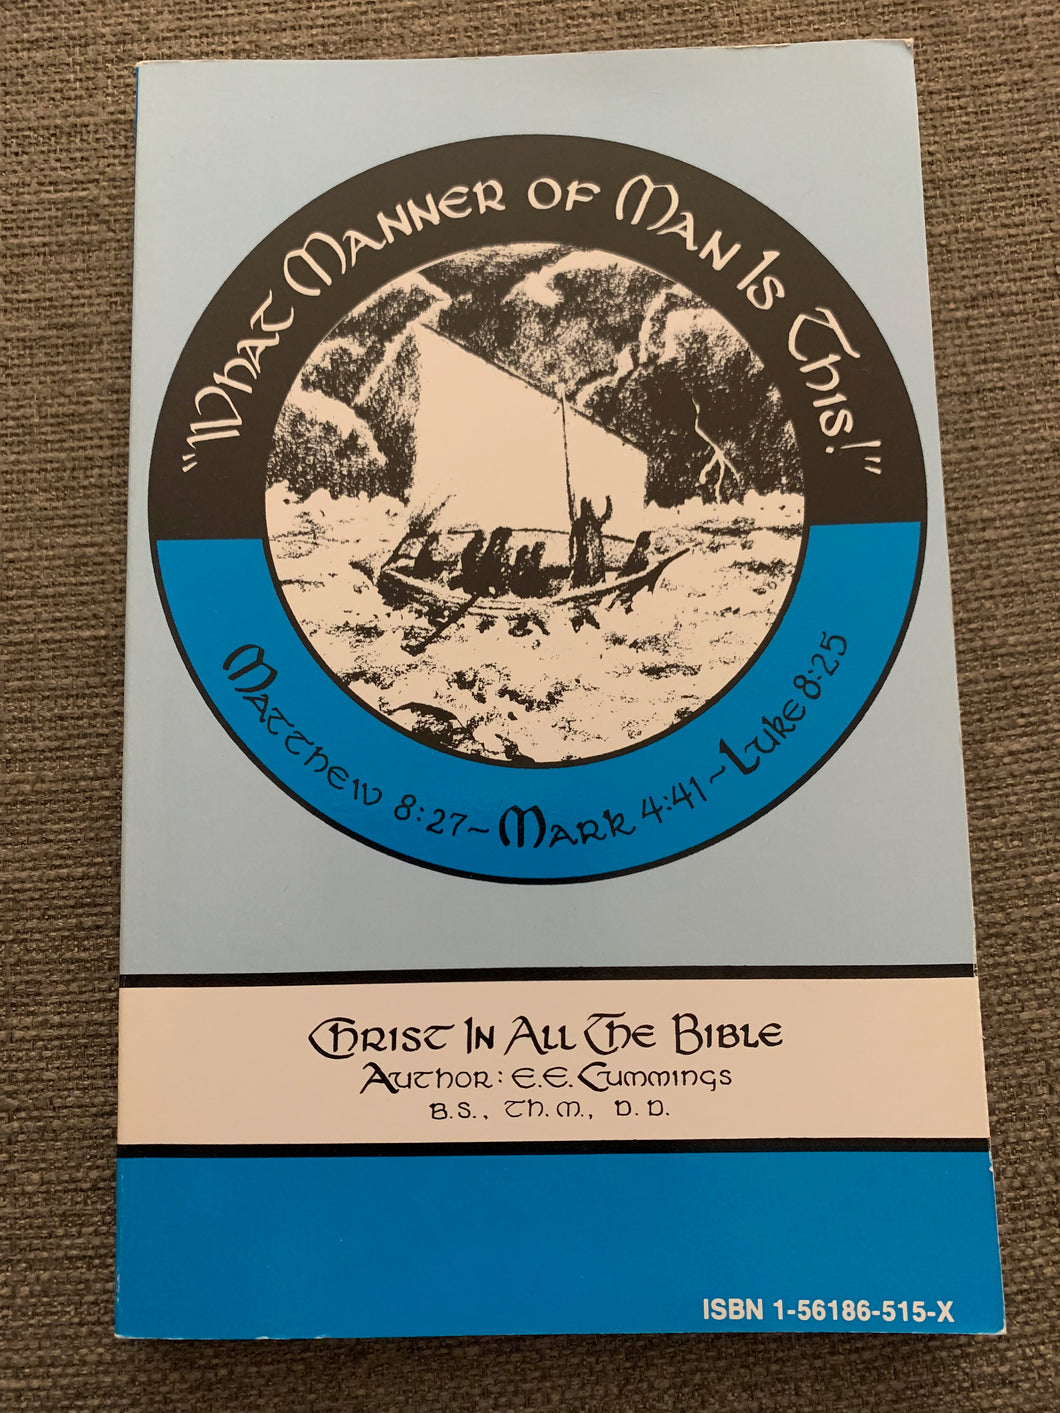 "What Manner of Man Is This!"
Matthew 8:27~Mark 4:41~Luke 8:25
Christ In All The Bible
Author: E.E. Cummings
B.S., Th.M., D.D.
ISBN 1-56186-515-X